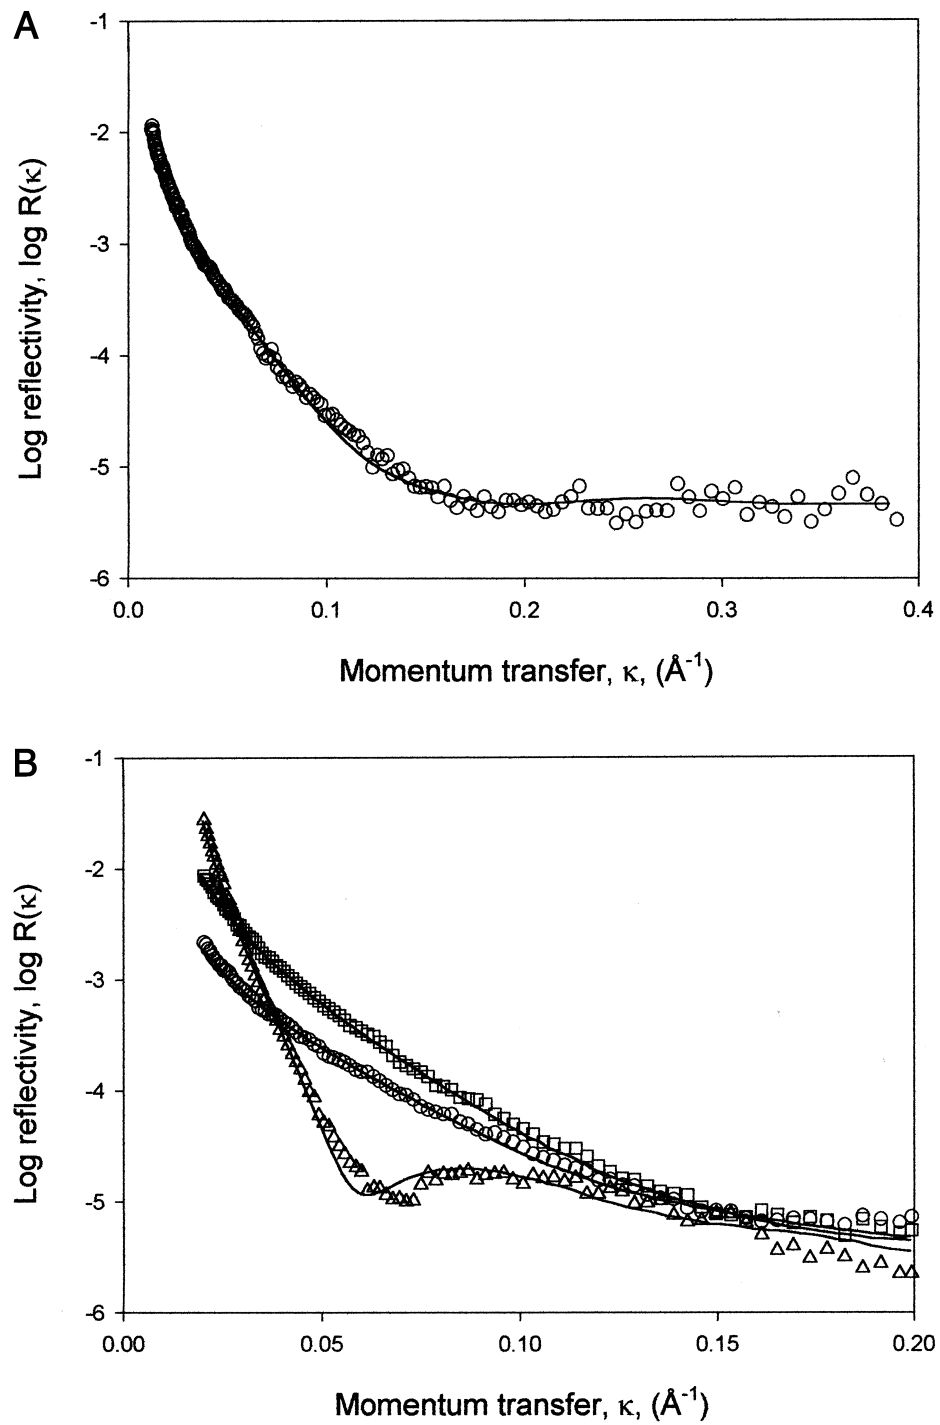 A
-1
-2
-3
-4
-5
-6
Log reflectivity, log R(κ)
0.0 0.1 0.2 0.3 0.4
Momentum transfer, κ, (Å-1)
B
-1
-2
-3
-4
-5
-6
Log reflectivity, log R(κ)
0.00 0.05 0.10 0.15 0.20
Momentum transfer, κ, (Å-1)